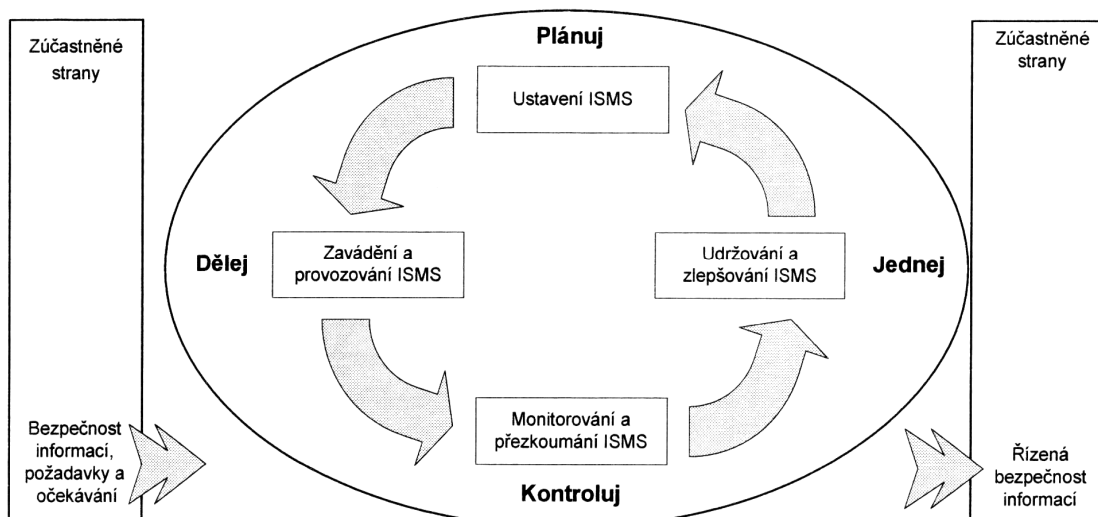 Zúčastněné
strany
Plánuj
Zúčastněné
strany
Ustavení ISMS
Dělej
Zavádění a
provozování ISMS
Udržování a
zlepšování ISMS
Jednej
Bezpečnost
informací,
požadavky a
očekávání
Monitorování a
přezkoumání ISMS
Kontroluj
Řízená
bezpečnost
informací